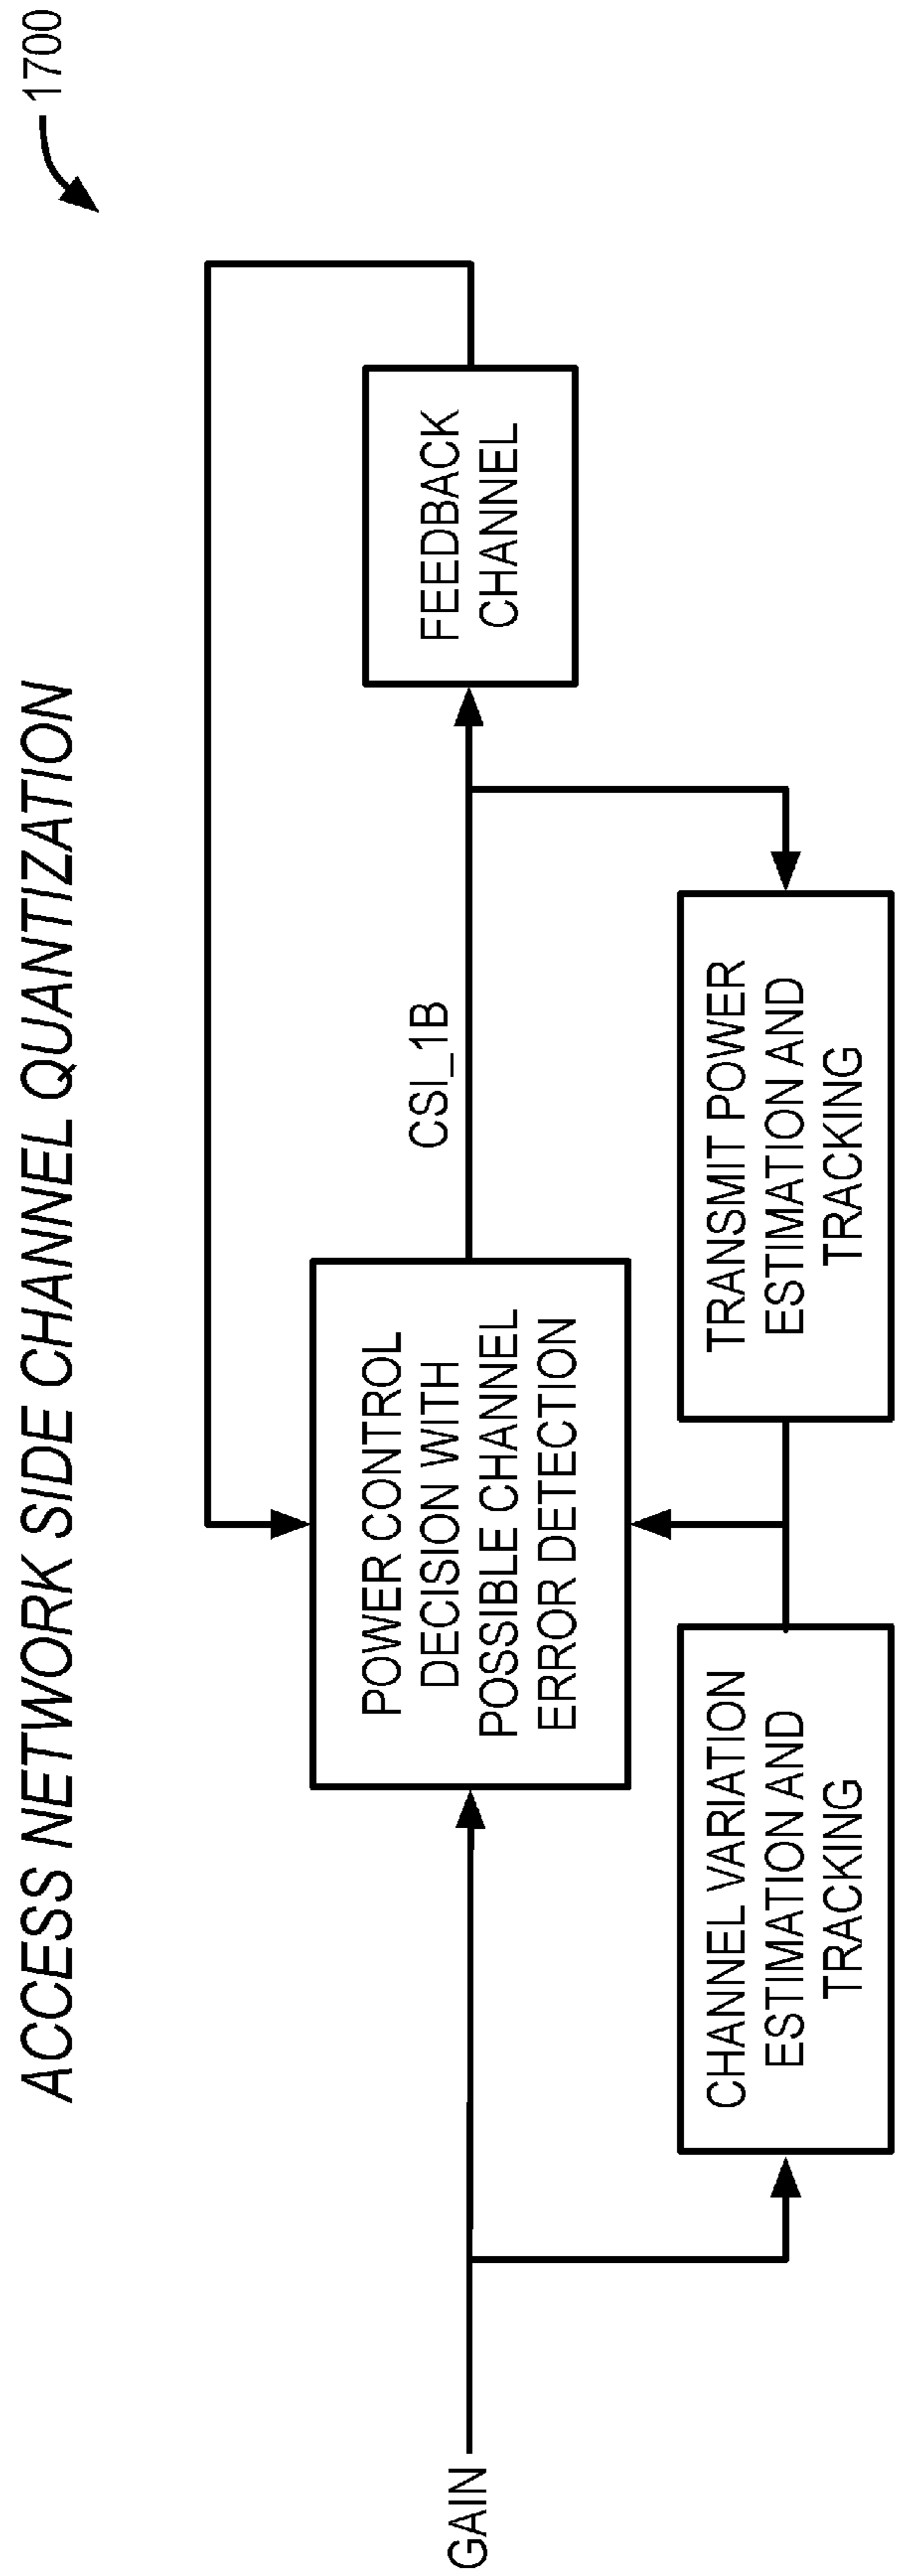 ACCESS NETWORK SIDE CHANNEL QUANTIZATION
1700
GAIN
POWER CONTROL
DECISION WITH
POSSIBLE CHANNEL
ERROR DETECTION
CSI_1B
FEEDBACK
CHANNEL
CHANNEL VARIATION
ESTIMATION AND
TRACKING
TRANSMIT POWER
ESTIMATION AND
TRACKING